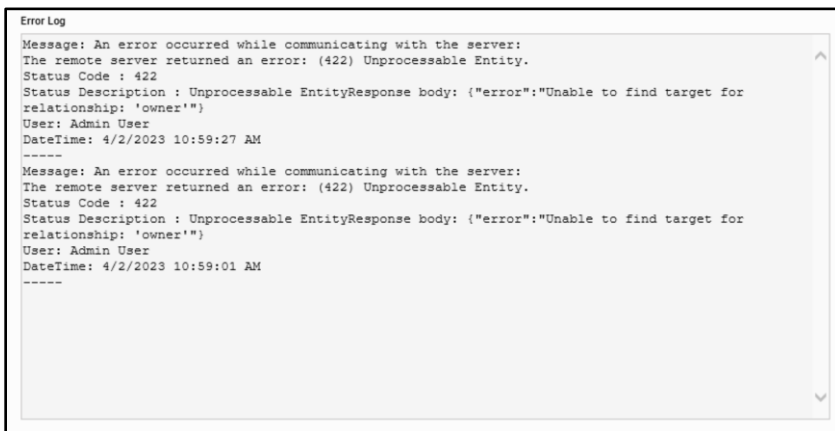 Error Log
Message: An error occurred while communicating with the server:
The remote server returned an error: (422) Unprocessable Entity.
Status Code : 422
Status Description : Unprocessable EntityResponse body: {"error":"Unable to find target for
relationship: 'owner'"}
User: Admin User
DateTime: 4/2/2023 10:59:27 AM
-----
Message: An error occurred while communicating with the server:
The remote server returned an error: (422) Unprocessable Entity.
Status Code : 422
Status Description : Unprocessable EntityResponse body: {"error":"Unable to find target for
relationship: 'owner'"}
User: Admin User
DateTime: 4/2/2023 10:59:01 AM
-----